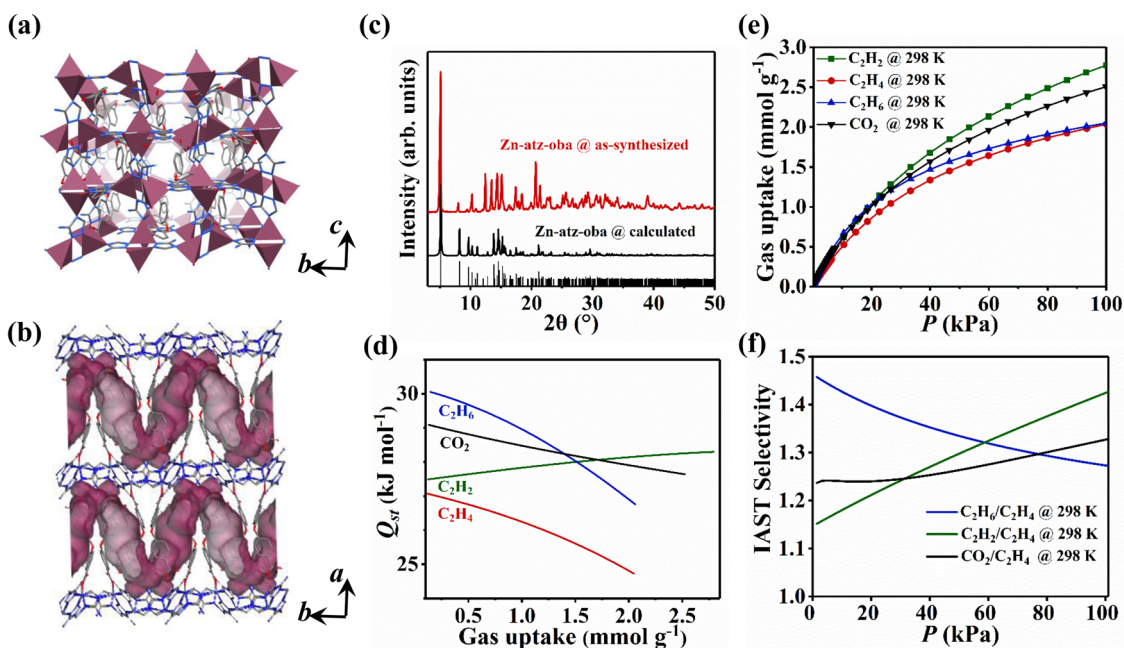 (a)
c
b
(b)
a
b
(c)
Intensity (arb. units)
Zn-atz-oba @ as-synthesized
Zn-atz-oba @ calculated
10 20 30 40 50
2θ (°)
(d)
Qst (kJ mol⁻¹)
30
25
C₂H₆
CO₂
C₂H₂
C₂H₄
0.5 1.0 1.5 2.0 2.5
Gas uptake (mmol g⁻¹)
(e)
Gas uptake (mmol g⁻¹)
3.0
2.5
2.0
1.5
1.0
0.5
0.0
C₂H₂ @ 298 K
C₂H₄ @ 298 K
C₂H₆ @ 298 K
CO₂ @ 298 K
0 20 40 60 80 100
P (kPa)
(f)
IAST Selectivity
1.5
1.4
1.3
1.2
1.1
1.0
C₂H₆/C₂H₄ @ 298 K
C₂H₂/C₂H₄ @ 298 K
CO₂/C₂H₄ @ 298 K
0 20 40 60 80 100
P (kPa)